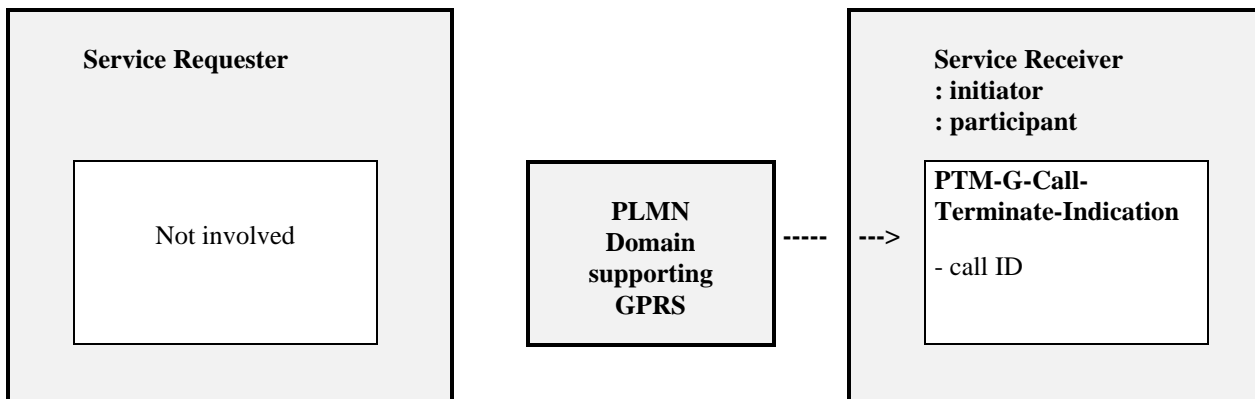 Service Requester
Not involved
PLMN
Domain
supporting
GPRS
----- --->
Service Receiver
: initiator
: participant
PTM-G-Call-
Terminate-Indication
- call ID